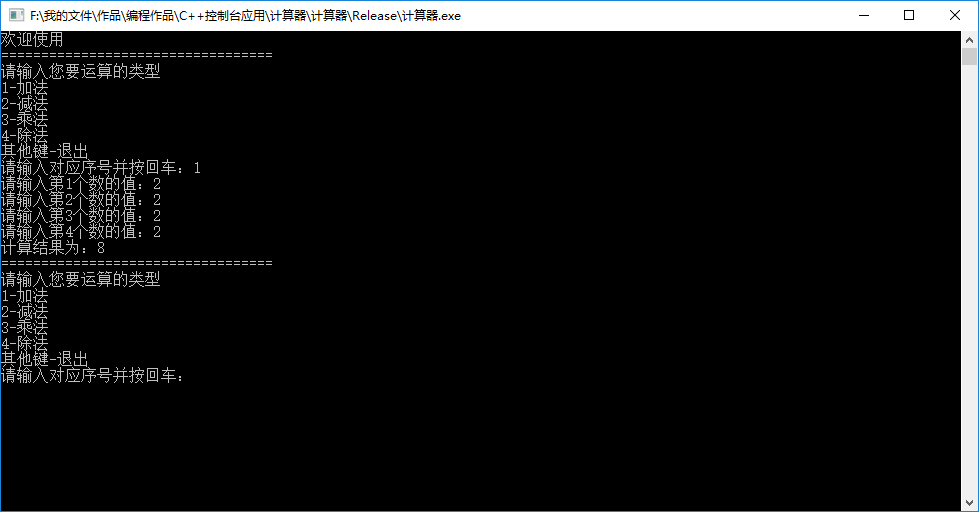 F:\我的文件\作品\编程作品\C++控制台应用\计算器\计算器\Release\计算器.exe
欢迎使用
==================================
请输入您要运算的类型
1-加法
2-减法
3-乘法
4-除法
其他键-退出
请输入对应序号并按回车：1
请输入第1个数的值：2
请输入第2个数的值：2
请输入第3个数的值：2
请输入第4个数的值：2
计算结果为：8
==================================
请输入您要运算的类型
1-加法
2-减法
3-乘法
4-除法
其他键-退出
请输入对应序号并按回车：